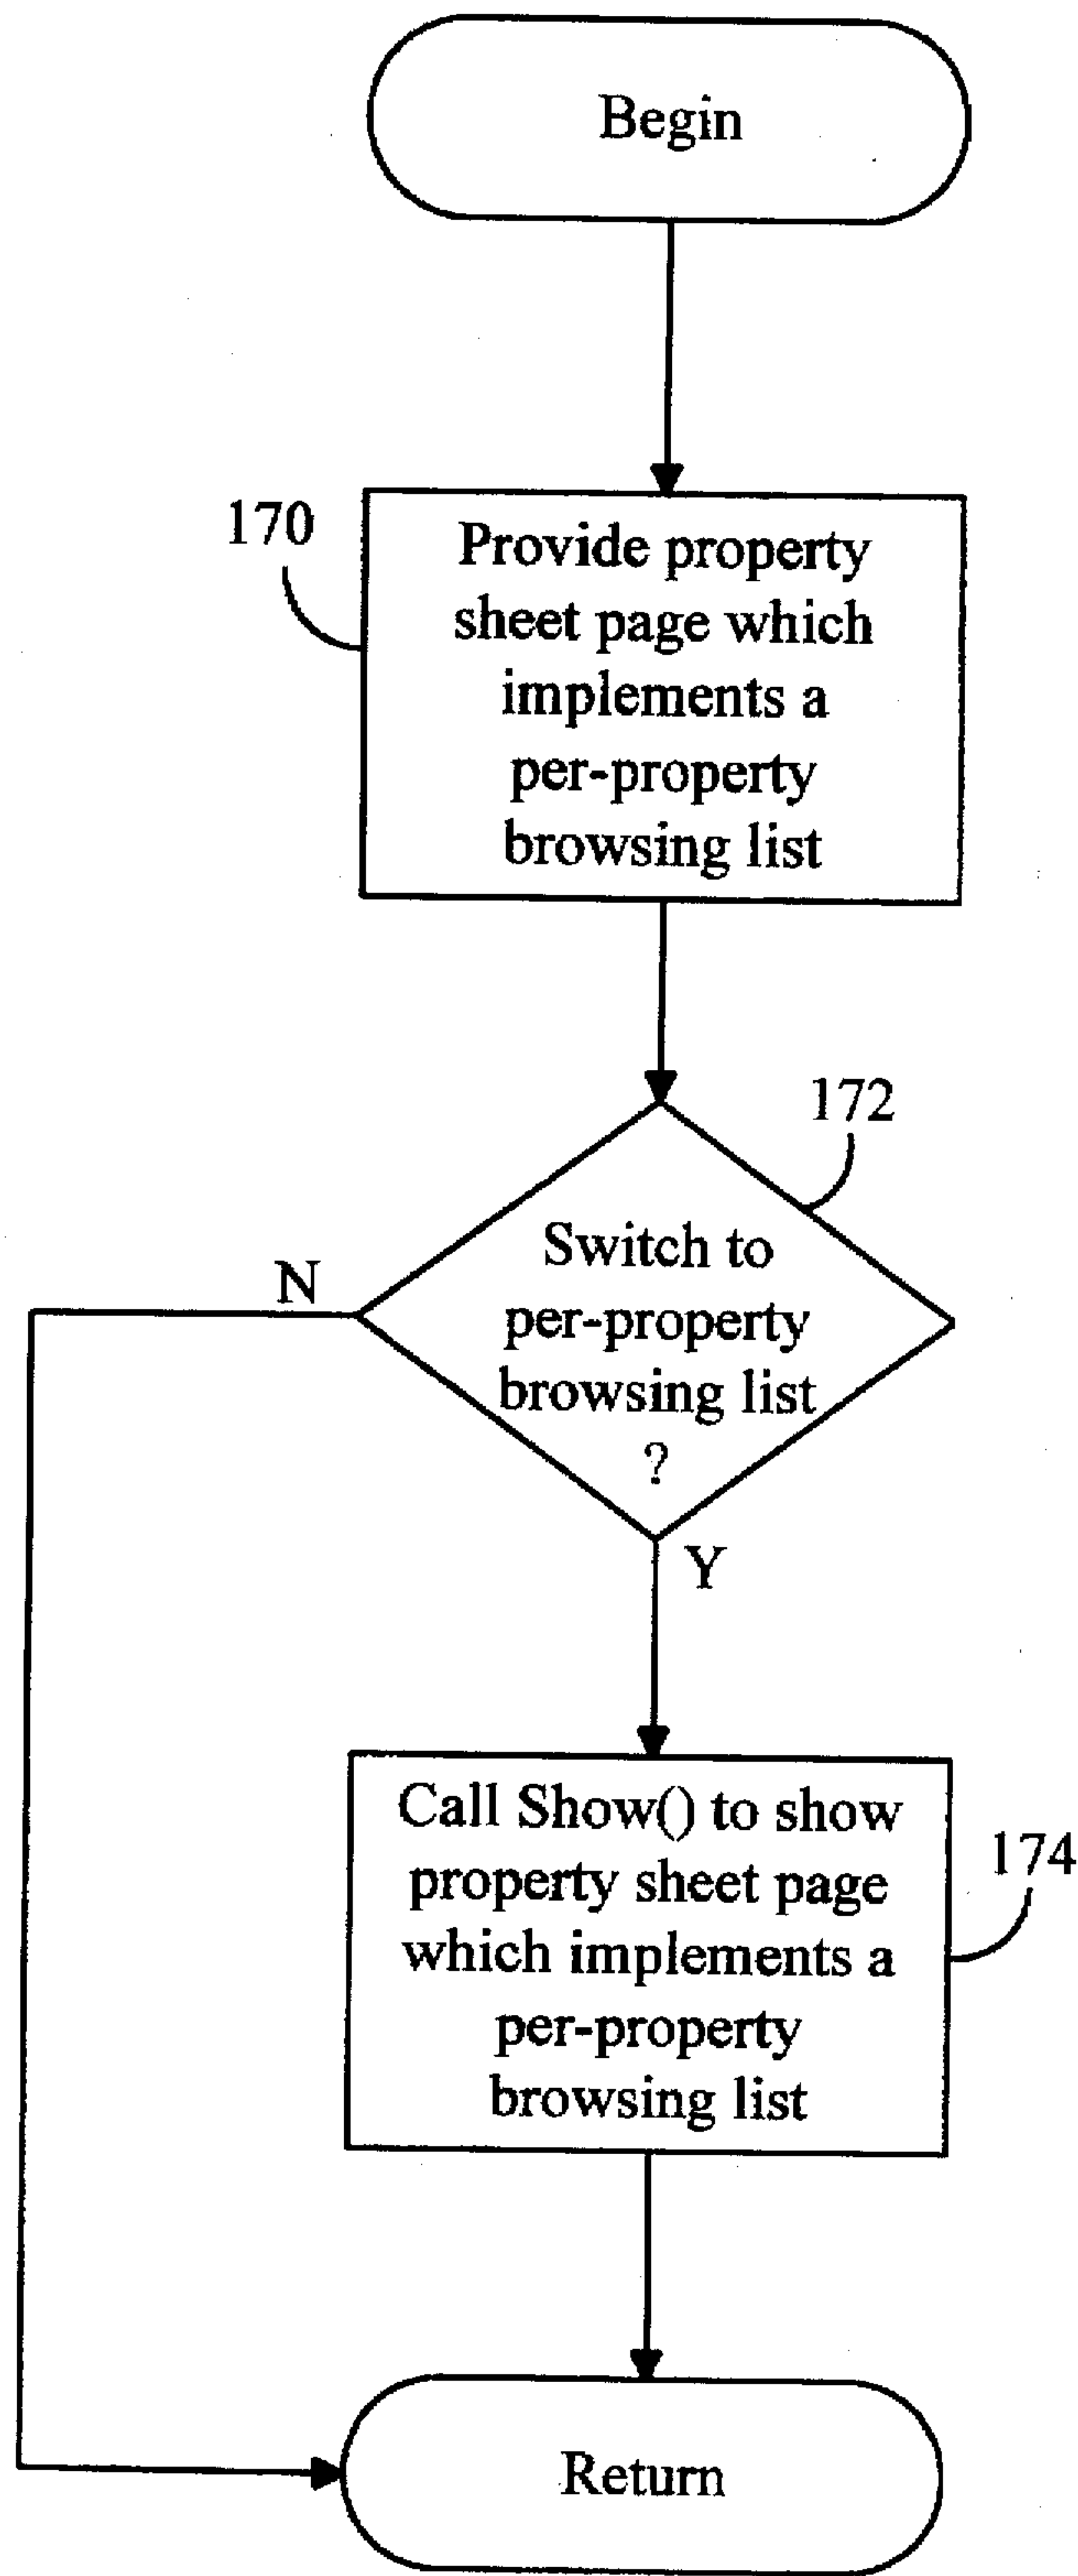 Begin
170
Provide property
sheet page which
implements a
per-property
browsing list
172
Switch to
per-property
browsing list
?
N
Y
Call Show() to show
property sheet page
which implements a
per-property
browsing list
174
Return